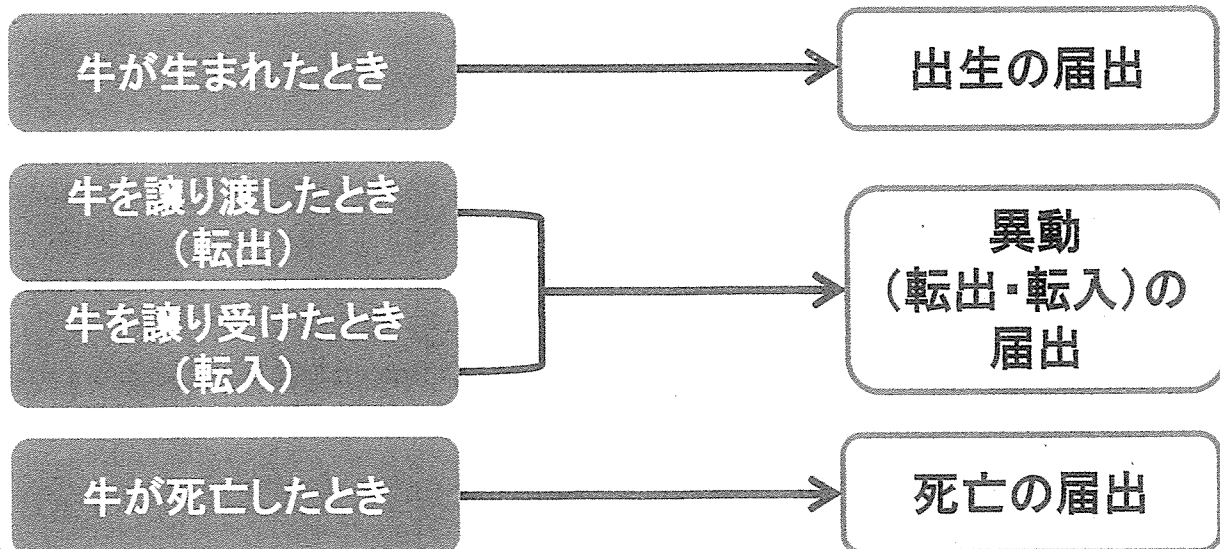 牛が生まれたとき
出生の届出
牛を譲り渡したとき
(転出)
牛を譲り受けたとき
(転入)
異動
(転出・転入)の
届出
牛が死亡したとき
死亡の届出